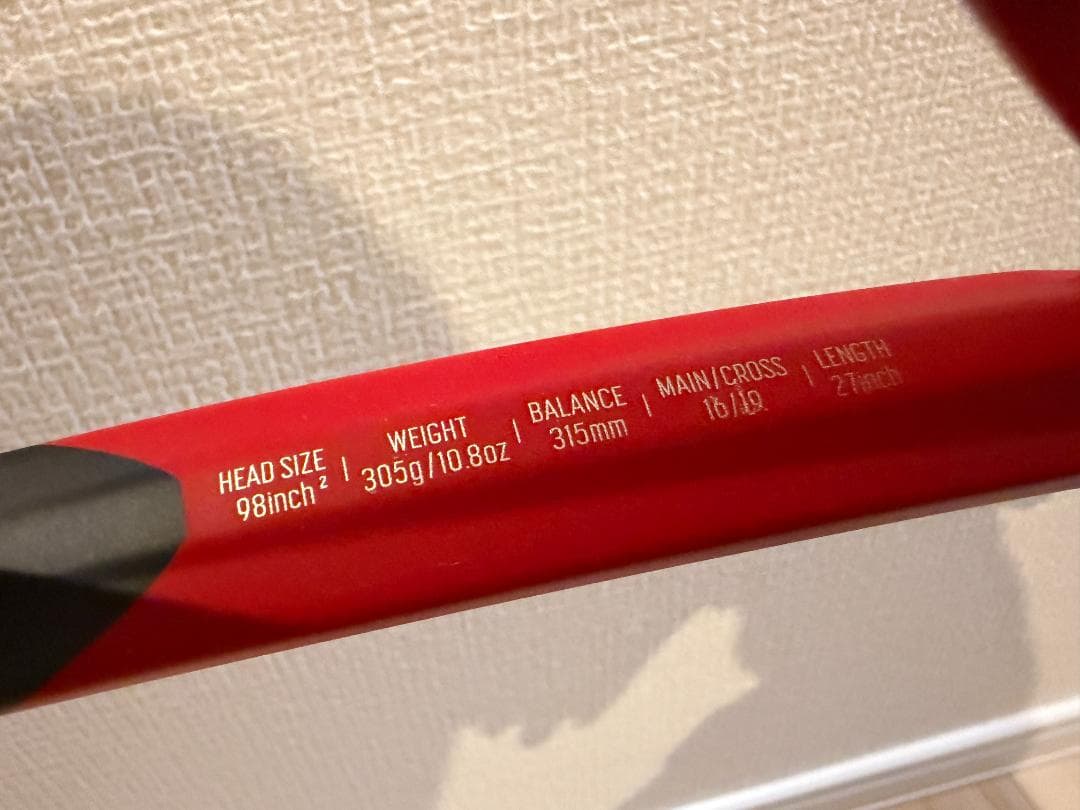 HEAD SIZE | WEIGHT | BALANCE | MAIN/CROSS | LENGTH
98inch² 305g/10.8oz 315mm 16/19 27inch